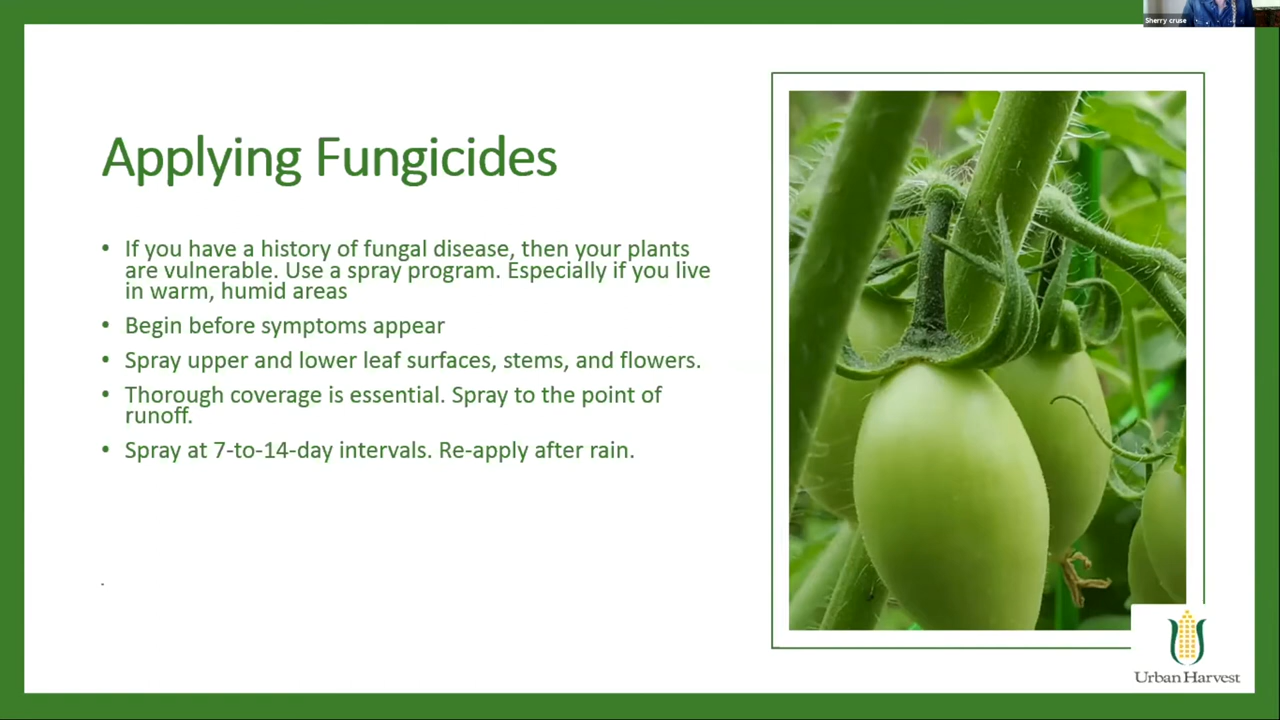 Sherry cruse
Applying Fungicides
• If you have a history of fungal disease, then your plants
are vulnerable. Use a spray program. Especially if you live
in warm, humid areas
• Begin before symptoms appear
• Spray upper and lower leaf surfaces, stems, and flowers.
• Thorough coverage is essential. Spray to the point of
runoff.
• Spray at 7-to-14-day intervals. Re-apply after rain.
.
Urban Harvest